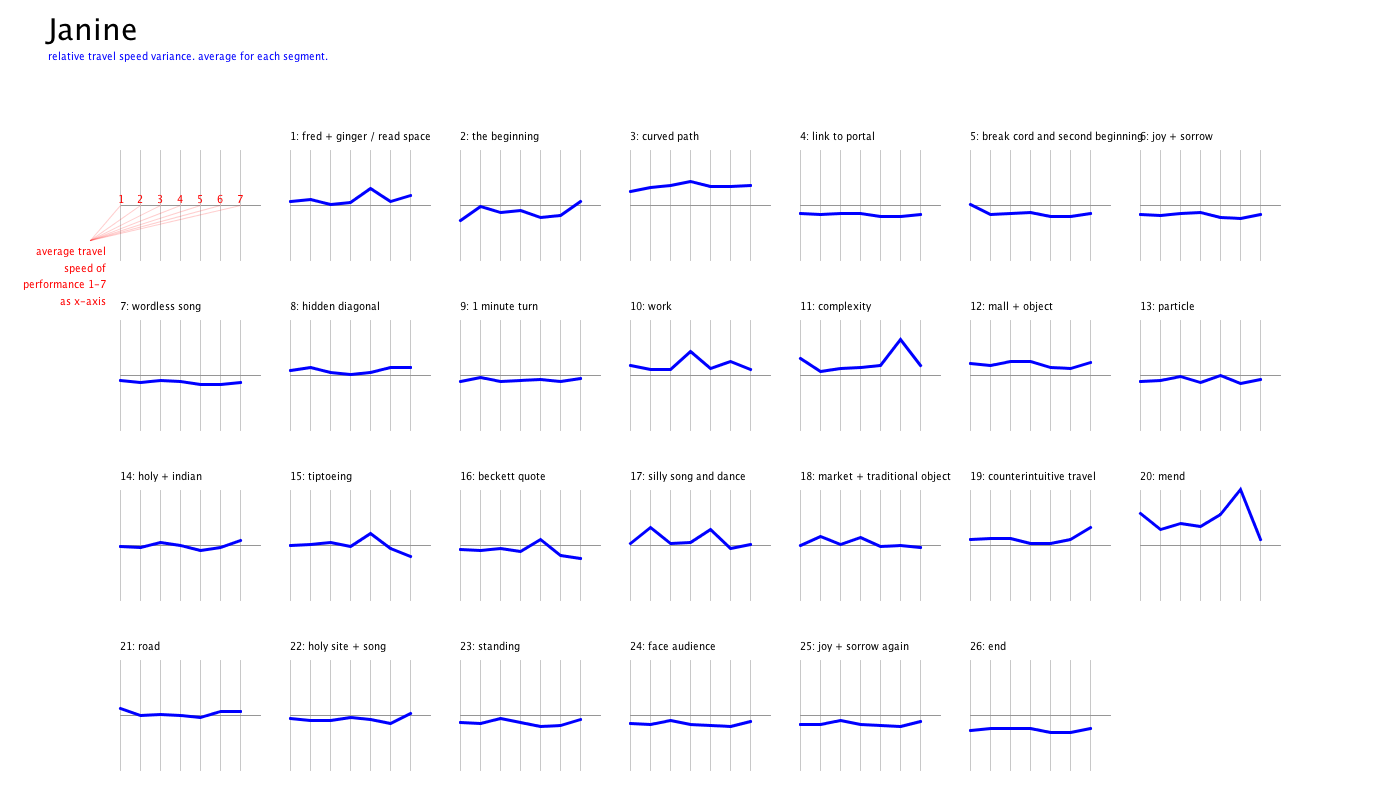 Janine
relative travel speed variance. average for each segment.
1 2 3 4 5 6 7
average travel
speed of
performance 1-7
as x-axis
1: fred + ginger / read space
2: the beginning
3: curved path
4: link to portal
5: break cord and second beginning
6: joy + sorrow
7: wordless song
8: hidden diagonal
9: 1 minute turn
10: work
11: complexity
12: mall + object
13: particle
14: holy + indian
15: tiptoeing
16: beckett quote
17: silly song and dance
18: market + traditional object
19: counterintuitive travel
20: mend
21: road
22: holy site + song
23: standing
24: face audience
25: joy + sorrow again
26: end